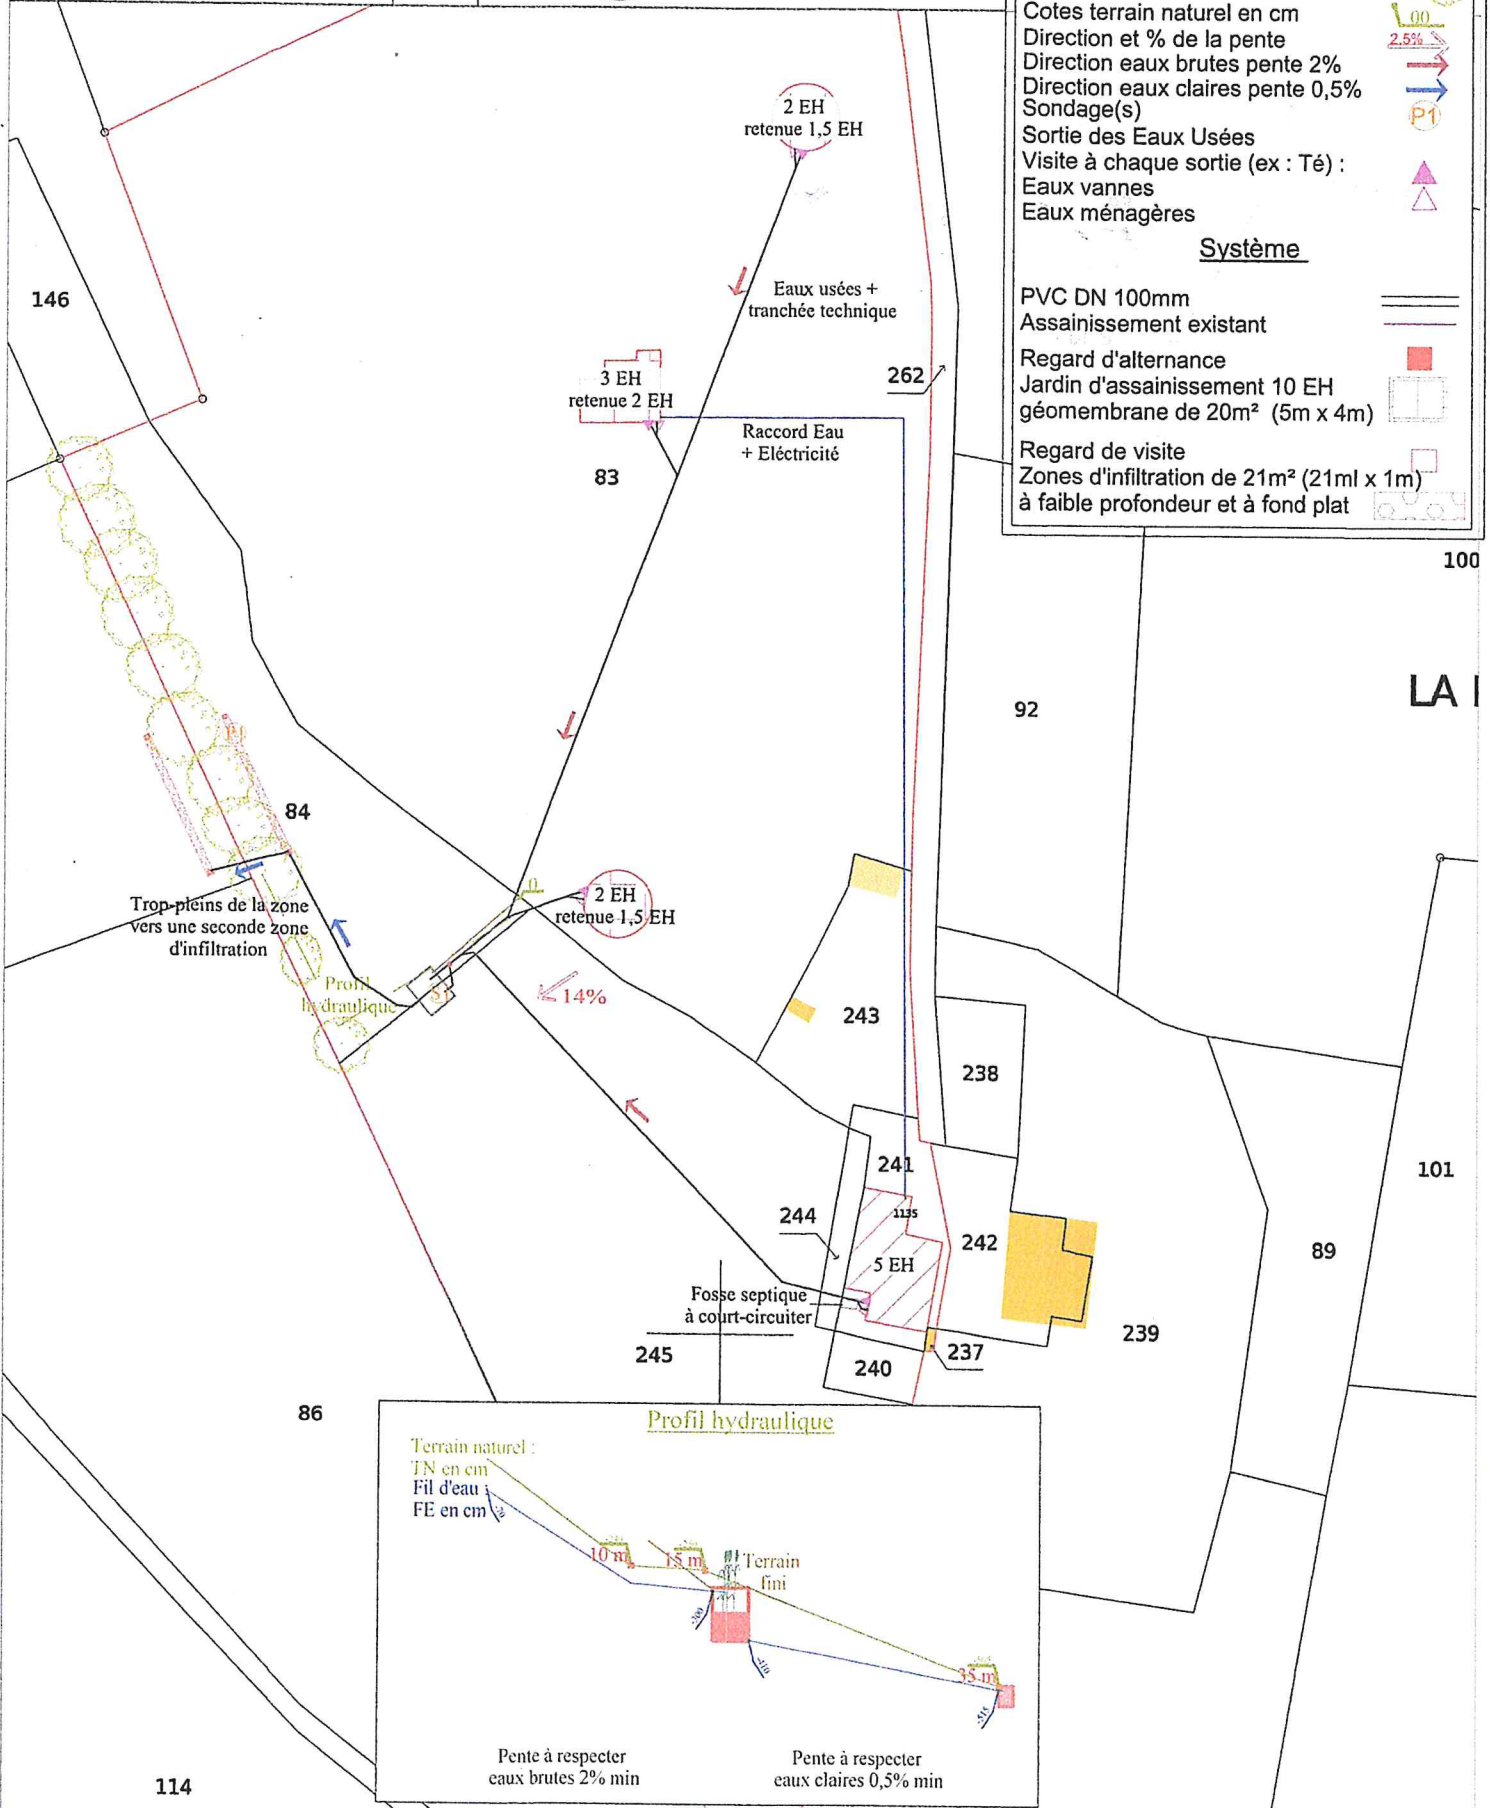 Cotes terrain naturel en cm
00
Direction et % de la pente
2,5%
Direction eaux brutes pente 2%
Direction eaux claires pente 0,5%
Sondage(s)
P1
Sortie des Eaux Usées
Visite à chaque sortie (ex : Té) :
Eaux vannes
Eaux ménagères
Système
PVC DN 100mm
Assainissement existant
Regard d'alternance
Jardin d'assainissement 10 EH
géomembrane de 20m² (5m x 4m)
Regard de visite
Zones d'infiltration de 21m² (21ml x 1m)
à faible profondeur et à fond plat
2 EH
retenue 1,5 EH
146
Eaux usées +
tranchée technique
3 EH
retenue 2 EH
262
Raccord Eau
+ Eléctricité
83
100
92
LA
P1
84
0
2 EH
retenue 1,5 EH
Trop-pleins de la zone
vers une seconde zone
d'infiltration
Profil
hydraulique
14%
243
238
241
101
244
1135
242
5 EH
89
Fosse septique
à court-circuiter
239
245
237
240
86
Profil hydraulique
Terrain naturel :
TN en cm
Fil d'eau :
FE en cm
-70
10 m
15 m
Terrain
fini
-300
-410
35 m
-515
Pente à respecter
eaux brutes 2% min
Pente à respecter
eaux claires 0,5% min
114